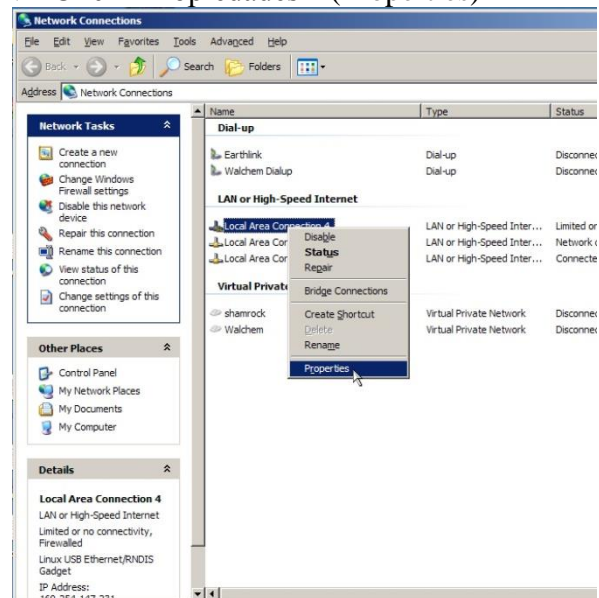 (Properties)
Network Connections
File Edit View Favorites Tools Advanced Help
Back Search Folders
Address Network Connections
Name Type Status
Network Tasks
Create a new
connection
Change Windows
Firewall settings
Disable this network
device
Repair this connection
Rename this connection
View status of this
connection
Change settings of this
connection
Other Places
Control Panel
My Network Places
My Documents
My Computer
Details
Local Area Connection 4
LAN or High-Speed Internet
Limited or no connectivity,
Firewalled
Linux USB Ethernet/RNDIS
Gadget
IP Address:
Dial-up
Earthlink Dial-up Disconnec
Walchem Dialup Dial-up Disconnec
LAN or High-Speed Internet
Local Area Connection 4 LAN or High-Speed Inter... Limited or
Local Area Cor LAN or High-Speed Inter... Network c
Local Area Cor LAN or High-Speed Inter... Connecte
Virtual Private
shamrock Virtual Private Network Disconnec
Walchem Virtual Private Network Disconnec
Disable
Status
Repair
Bridge Connections
Create Shortcut
Delete
Rename
Properties